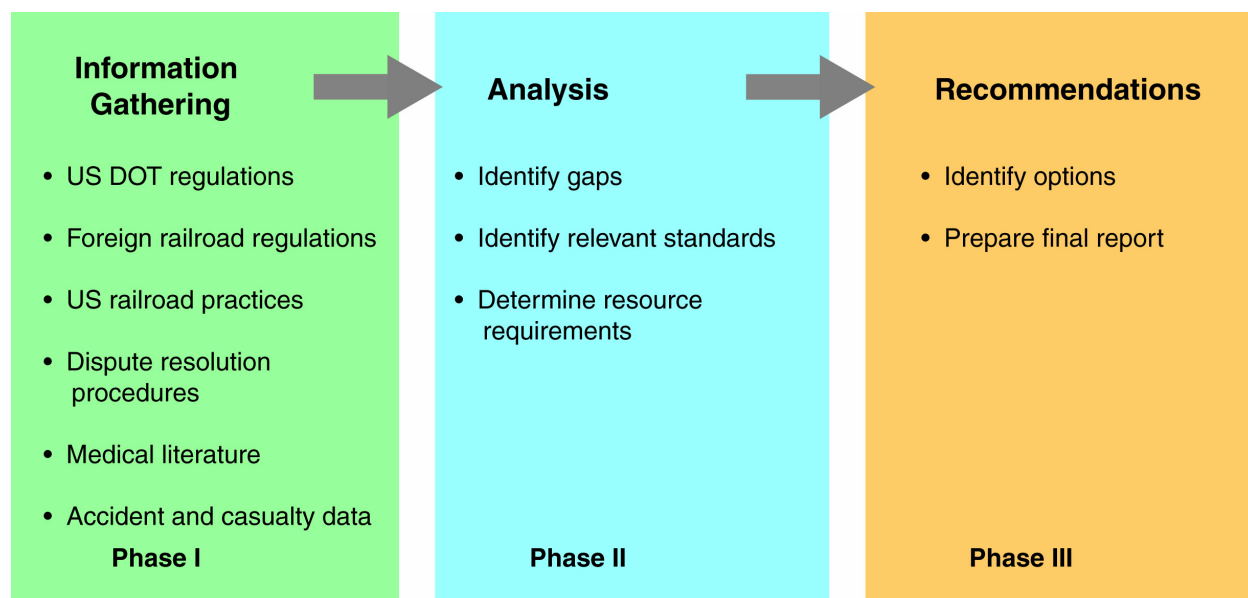 Information
Gathering
• US DOT regulations
• Foreign railroad regulations
• US railroad practices
• Dispute resolution
procedures
• Medical literature
• Accident and casualty data
Phase I
Analysis
• Identify gaps
• Identify relevant standards
• Determine resource
requirements
Phase II
Recommendations
• Identify options
• Prepare final report
Phase III